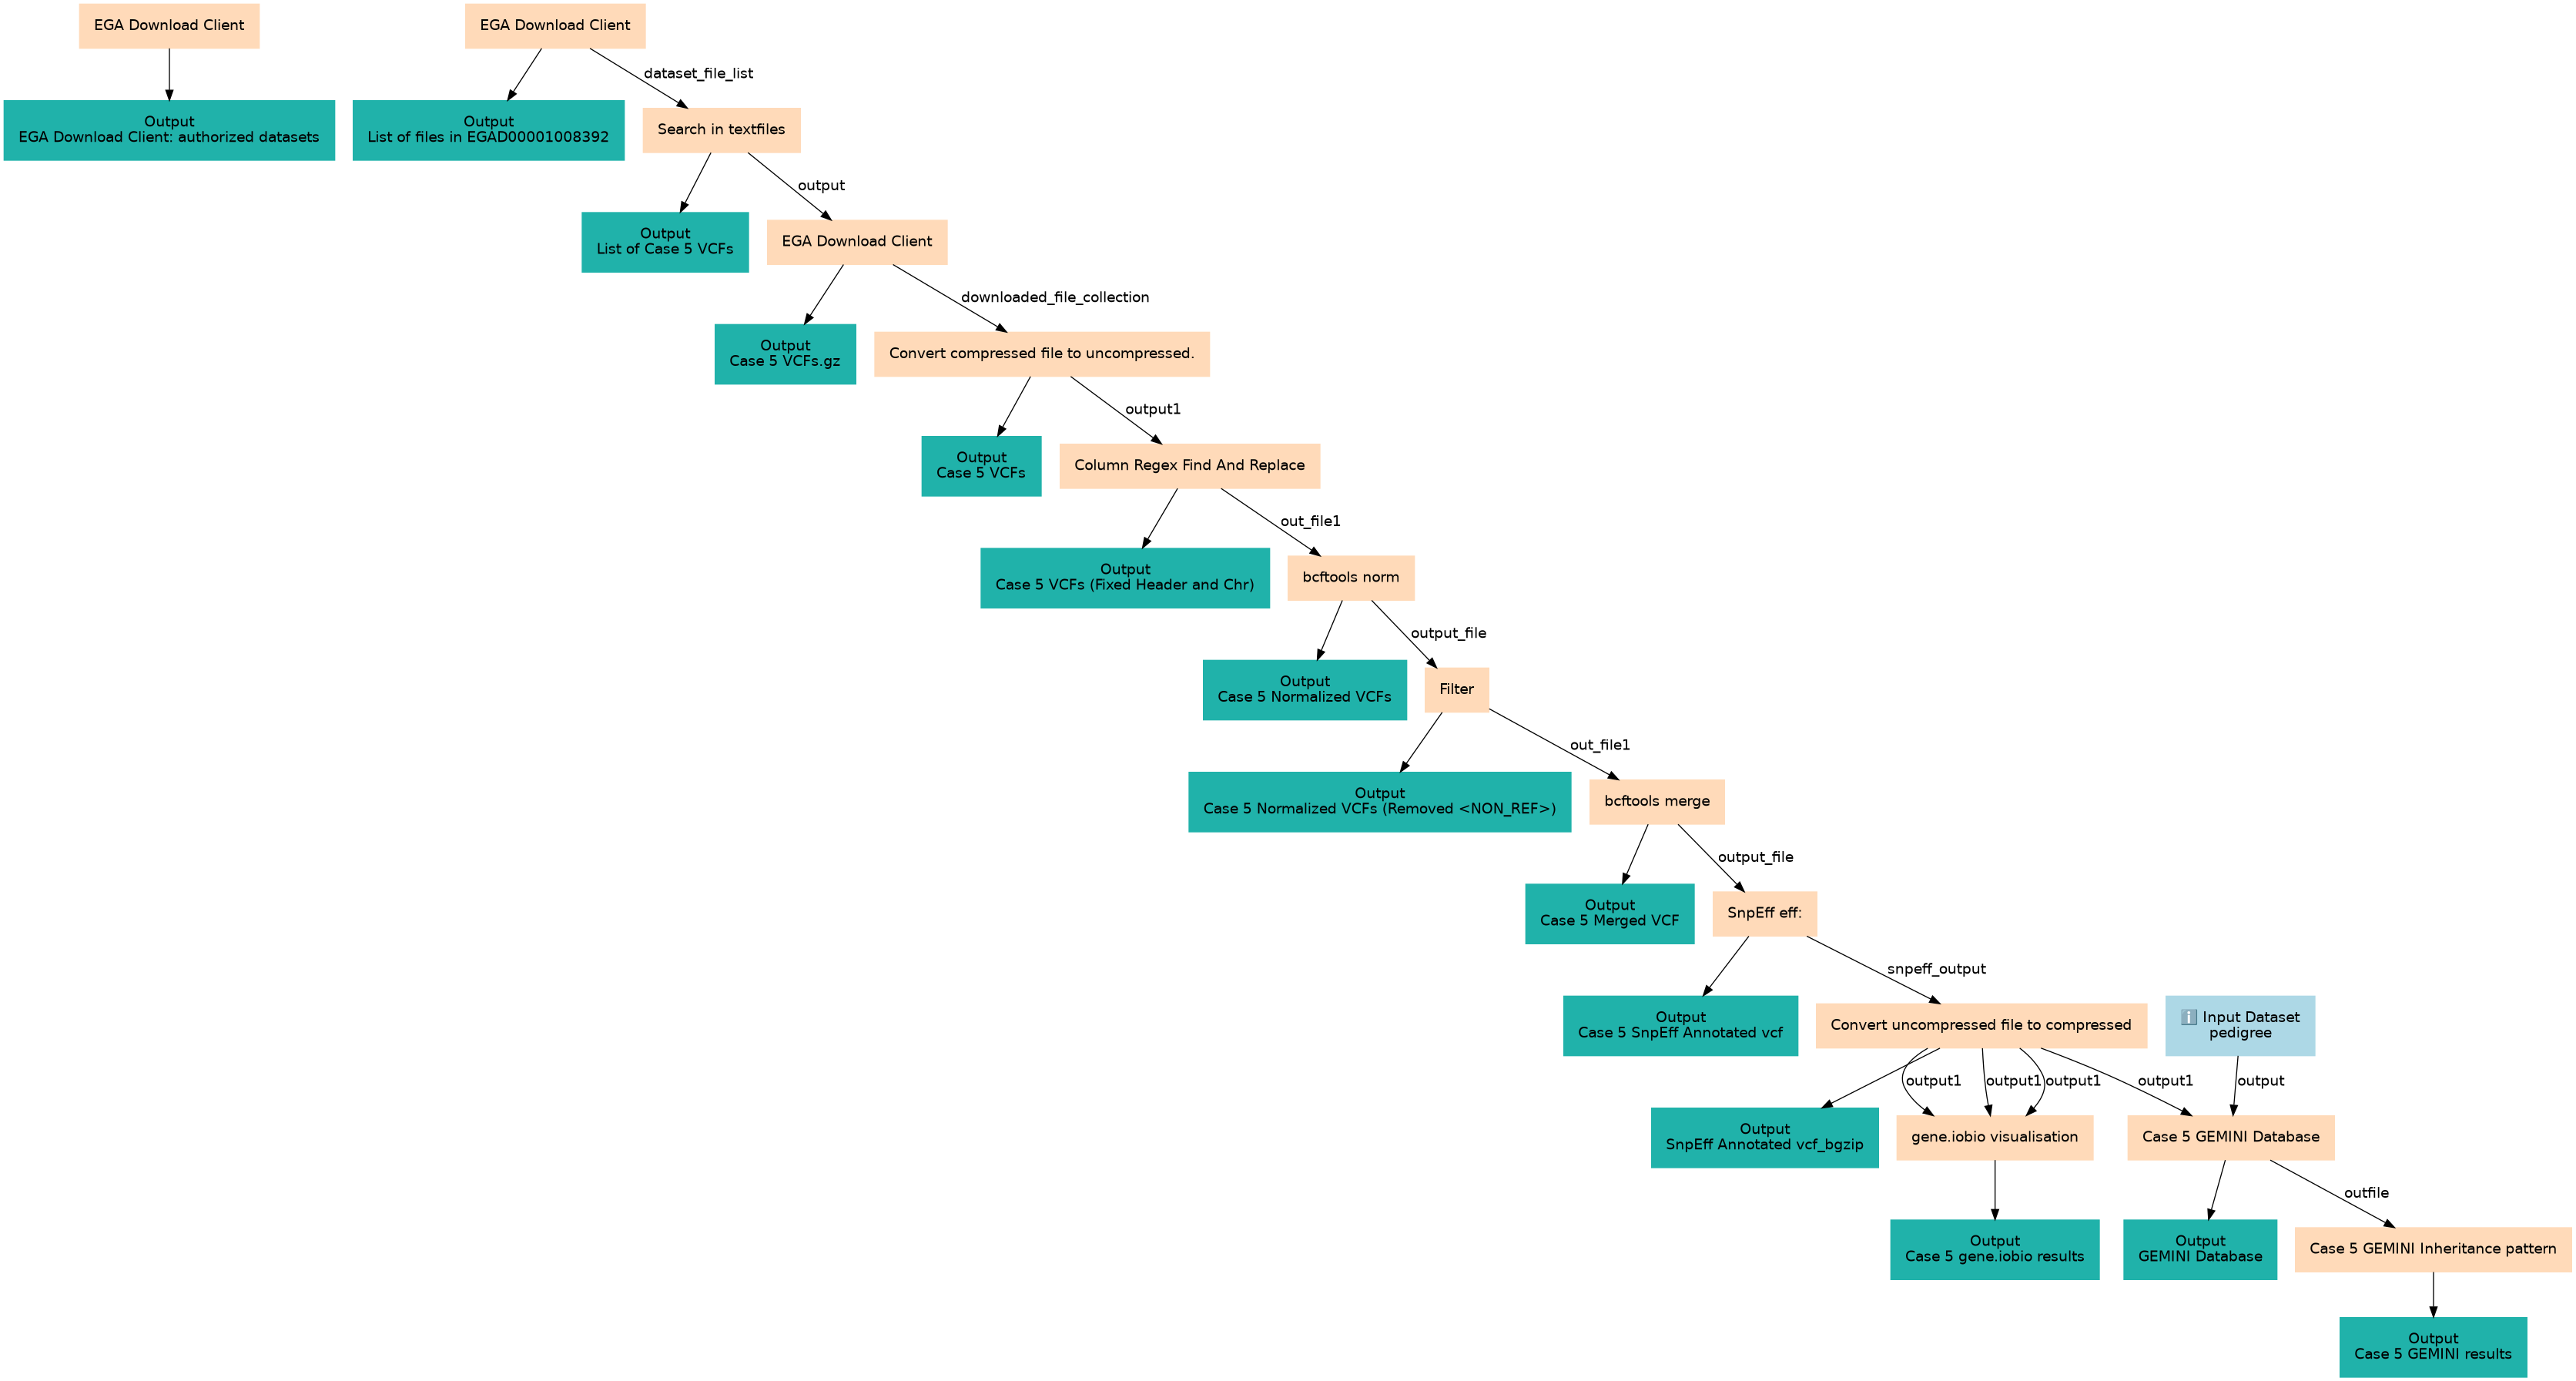 EGA Download Client
EGA Download Client
dataset_file_list
Output
EGA Download Client: authorized datasets
Output
List of files in EGAD00001008392
Search in textfiles
output
Output
List of Case 5 VCFs
EGA Download Client
downloaded_file_collection
Output
Case 5 VCFs.gz
Convert compressed file to uncompressed.
output1
Output
Case 5 VCFs
Column Regex Find And Replace
out_file1
Output
Case 5 VCFs (Fixed Header and Chr)
bcftools norm
output_file
Output
Case 5 Normalized VCFs
Filter
out_file1
Output
Case 5 Normalized VCFs (Removed <NON_REF>)
bcftools merge
output_file
Output
Case 5 Merged VCF
SnpEff eff:
snpeff_output
Output
Case 5 SnpEff Annotated vcf
Convert uncompressed file to compressed
ℹ️ Input Dataset
pedigree
output1
output1
output1
output1
output
Output
SnpEff Annotated vcf_bgzip
gene.iobio visualisation
Case 5 GEMINI Database
outfile
Output
Case 5 gene.iobio results
Output
GEMINI Database
Case 5 GEMINI Inheritance pattern
Output
Case 5 GEMINI results